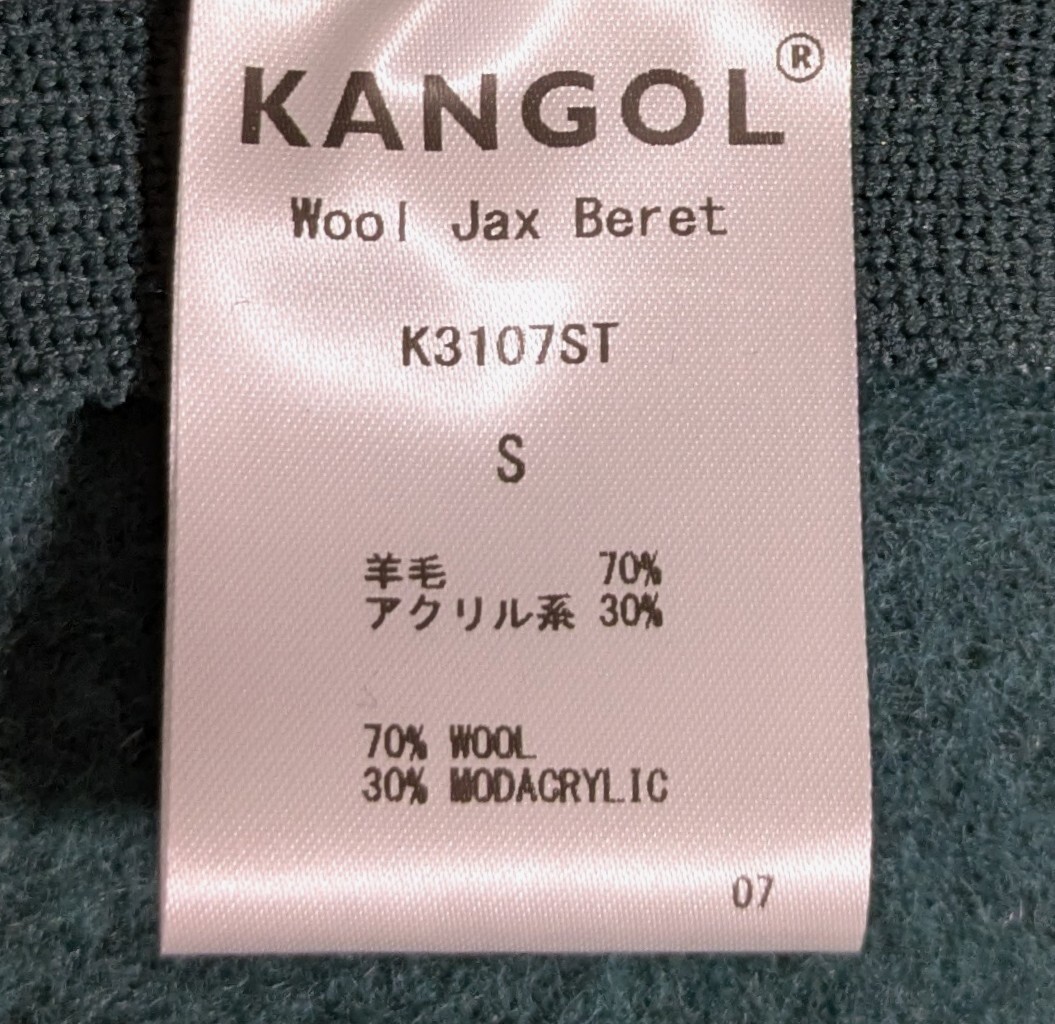 KANGOL®
Wool Jax Beret
K3107ST
S
羊毛 70%
アクリル系 30%
70% WOOL
30% MODACRYLIC
07